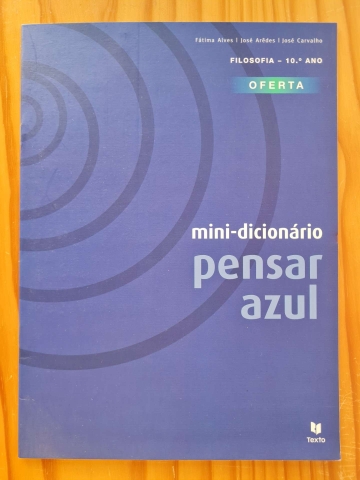 Fátima Alves | José Arêdes | José Carvalho
FILOSOFIA – 10.º ANO
OFERTA
mini-dicionário
pensar
azul
Texto